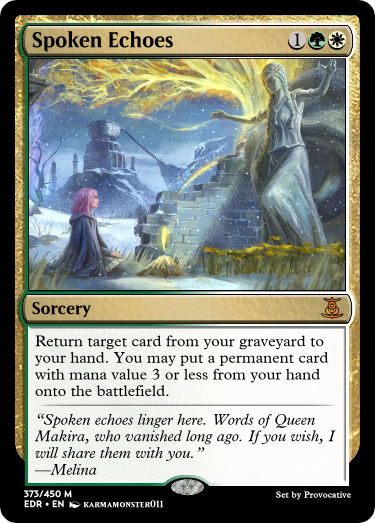 Spoken Echoes 1
Sorcery
Return target card from your graveyard to
your hand. You may put a permanent card
with mana value 3 or less from your hand
onto the battlefield.
“Spoken echoes linger here. Words of Queen
Makira, who vanished long ago. If you wish, I
will share them with you.”
—Melina
373/450 M
EDR • EN KARMAMONSTER011 Set by Provocative